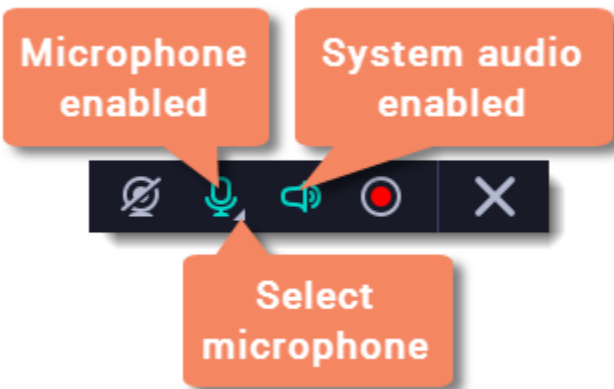 Microphone
enabled
System audio
enabled
Select
microphone